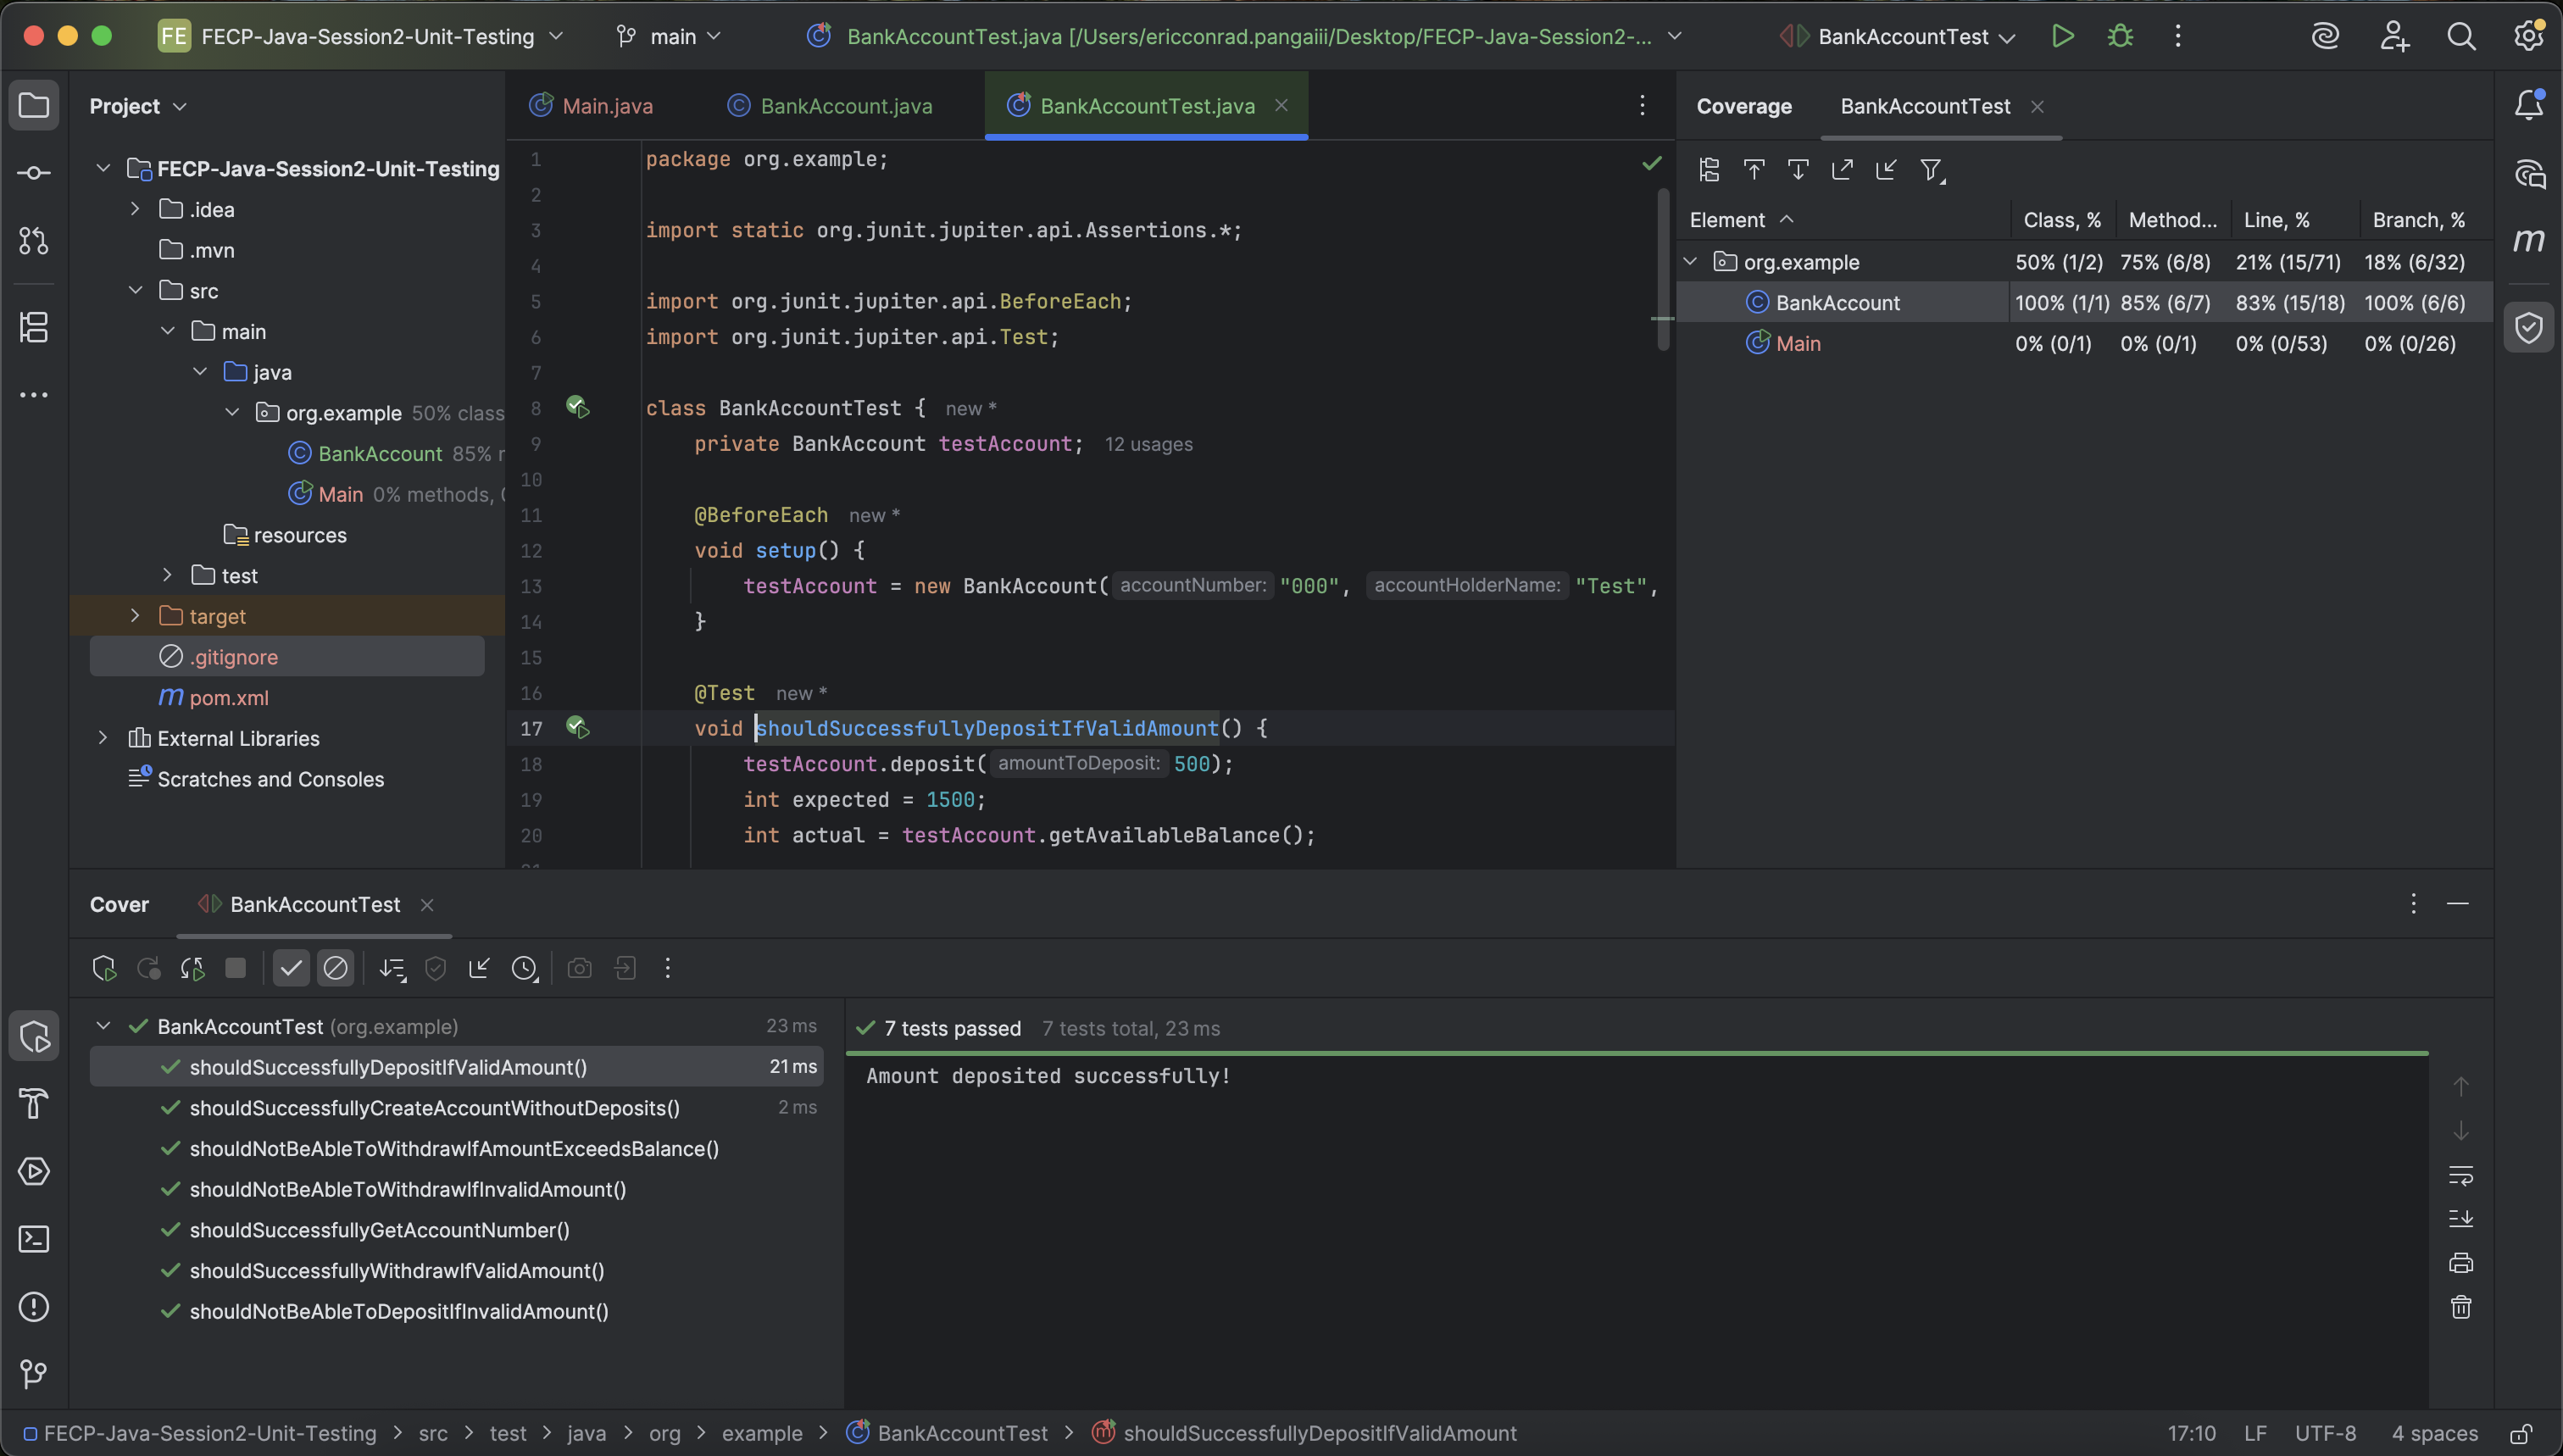 FE FECP-Java-Session2-Unit-Testing main BankAccountTest.java [/Users/ericconrad.pangaiii/Desktop/FECP-Java-Session2-... BankAccountTest
Project
FECP-Java-Session2-Unit-Testing
.idea
.mvn
src
main
java
org.example 50% class
BankAccount 85%
Main 0% methods,
resources
test
target
.gitignore
pom.xml
External Libraries
Scratches and Consoles
Main.java BankAccount.java BankAccountTest.java
1 package org.example;
2
3 import static org.junit.jupiter.api.Assertions.*;
4
5 import org.junit.jupiter.api.BeforeEach;
6 import org.junit.jupiter.api.Test;
7
8 class BankAccountTest { new *
9 private BankAccount testAccount; 12 usages
10
11 @BeforeEach new *
12 void setup() {
13 testAccount = new BankAccount( accountNumber: "000", accountHolderName: "Test",
14 }
15
16 @Test new *
17 void shouldSuccessfullyDepositIfValidAmount() {
18 testAccount.deposit( amountToDeposit: 500);
19 int expected = 1500;
20 int actual = testAccount.getAvailableBalance();
Coverage BankAccountTest
Element Class, % Method... Line, % Branch, %
org.example 50% (1/2) 75% (6/8) 21% (15/71) 18% (6/32)
BankAccount 100% (1/1) 85% (6/7) 83% (15/18) 100% (6/6)
Main 0% (0/1) 0% (0/1) 0% (0/53) 0% (0/26)
Cover BankAccountTest
BankAccountTest (org.example) 23 ms
shouldSuccessfullyDepositIfValidAmount() 21 ms
shouldSuccessfullyCreateAccountWithoutDeposits() 2 ms
shouldNotBeAbleToWithdrawIfAmountExceedsBalance()
shouldNotBeAbleToWithdrawIfInvalidAmount()
shouldSuccessfullyGetAccountNumber()
shouldSuccessfullyWithdrawIfValidAmount()
shouldNotBeAbleToDepositIfInvalidAmount()
7 tests passed 7 tests total, 23 ms
Amount deposited successfully!
FECP-Java-Session2-Unit-Testing > src > test > java > org > example > BankAccountTest > shouldSuccessfullyDepositIfValidAmount 17:10 LF UTF-8 4 spaces